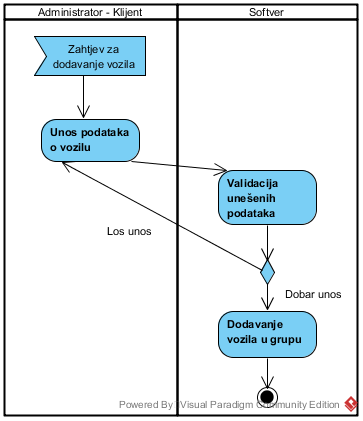 Administrator - Klijent
Softver
Zahtjev za
dodavanje vozila
Unos podataka
o vozilu
Validacija
unešenih
podataka
Los unos
Dobar unos
Dodavanje
vozila u grupu
Powered By Visual Paradigm Community Edition